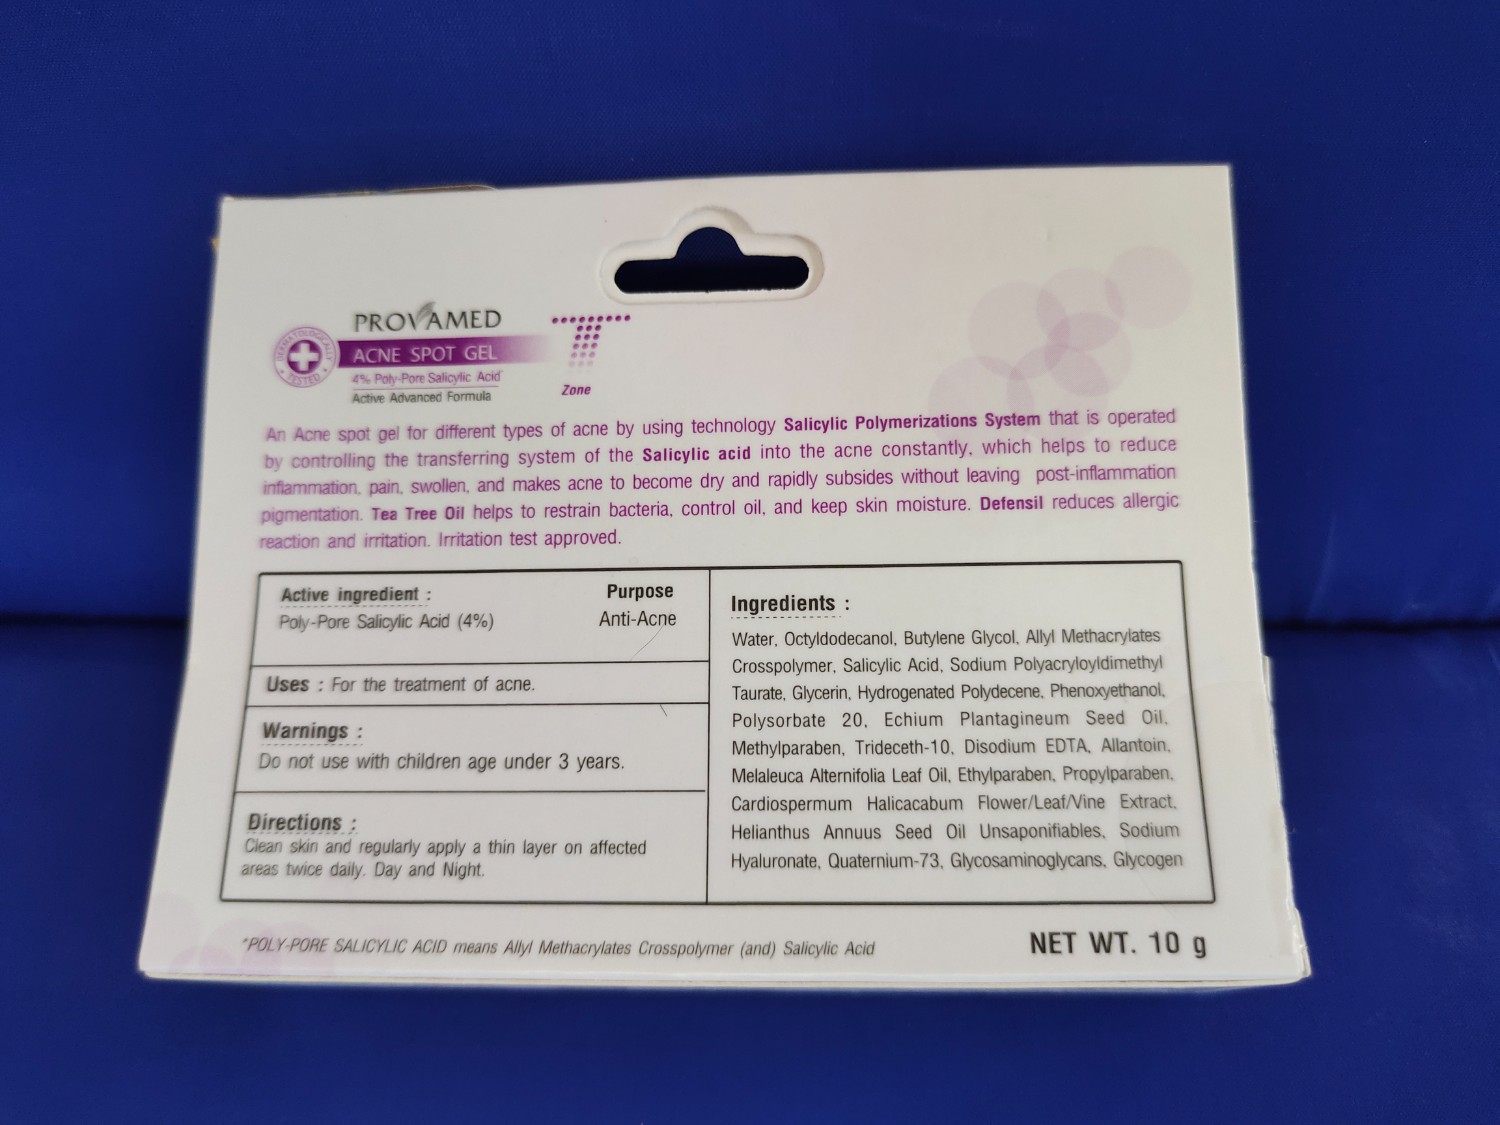 PROVAMED
DERMATOLOGICALLY TESTED
ACNE SPOT GEL
4% Poly-Pore Salicylic Acid
Active Advanced Formula
T
Zone
An Acne spot gel for different types of acne by using technology Salicylic Polymerizations System that is operated
by controlling the transferring system of the Salicylic acid into the acne constantly, which helps to reduce
inflammation, pain, swollen, and makes acne to become dry and rapidly subsides without leaving post-inflammation
pigmentation. Tea Tree Oil helps to restrain bacteria, control oil, and keep skin moisture. Defensil reduces allergic
reaction and irritation. Irritation test approved.
Active ingredient : Purpose
Poly-Pore Salicylic Acid (4%) Anti-Acne
Uses : For the treatment of acne.
Warnings :
Do not use with children age under 3 years.
Directions :
Clean skin and regularly apply a thin layer on affected
areas twice daily. Day and Night.
Ingredients :
Water, Octyldodecanol, Butylene Glycol, Allyl Methacrylates
Crosspolymer, Salicylic Acid, Sodium Polyacryloyldimethyl
Taurate, Glycerin, Hydrogenated Polydecene, Phenoxyethanol,
Polysorbate 20, Echium Plantagineum Seed Oil,
Methylparaben, Trideceth-10, Disodium EDTA, Allantoin,
Melaleuca Alternifolia Leaf Oil, Ethylparaben, Propylparaben,
Cardiospermum Halicacabum Flower/Leaf/Vine Extract,
Helianthus Annuus Seed Oil Unsaponifiables, Sodium
Hyaluronate, Quaternium-73, Glycosaminoglycans, Glycogen
*POLY-PORE SALICYLIC ACID means Allyl Methacrylates Crosspolymer (and) Salicylic Acid
NET WT. 10 g